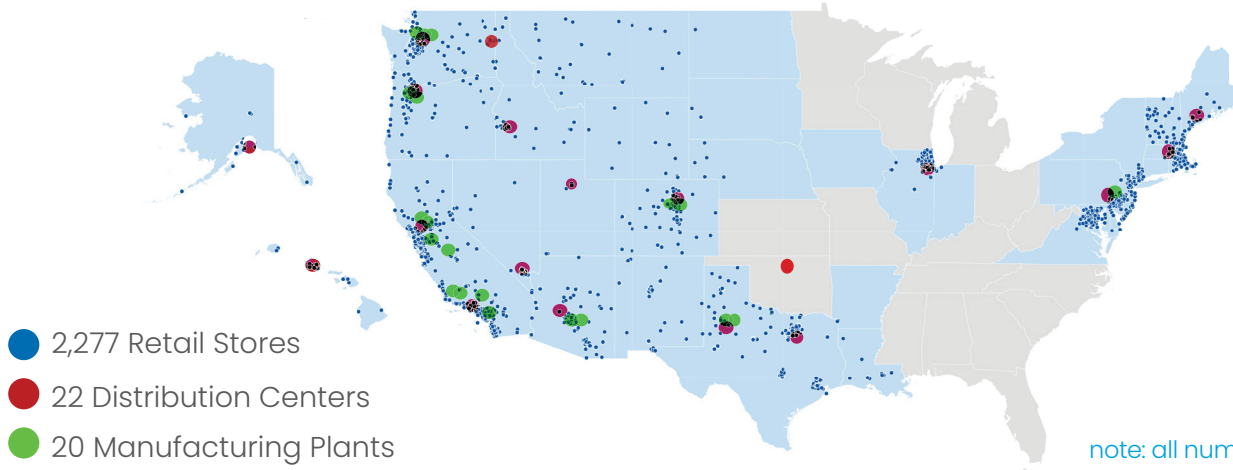 2,277 Retail Stores
22 Distribution Centers
20 Manufacturing Plants
note: all num